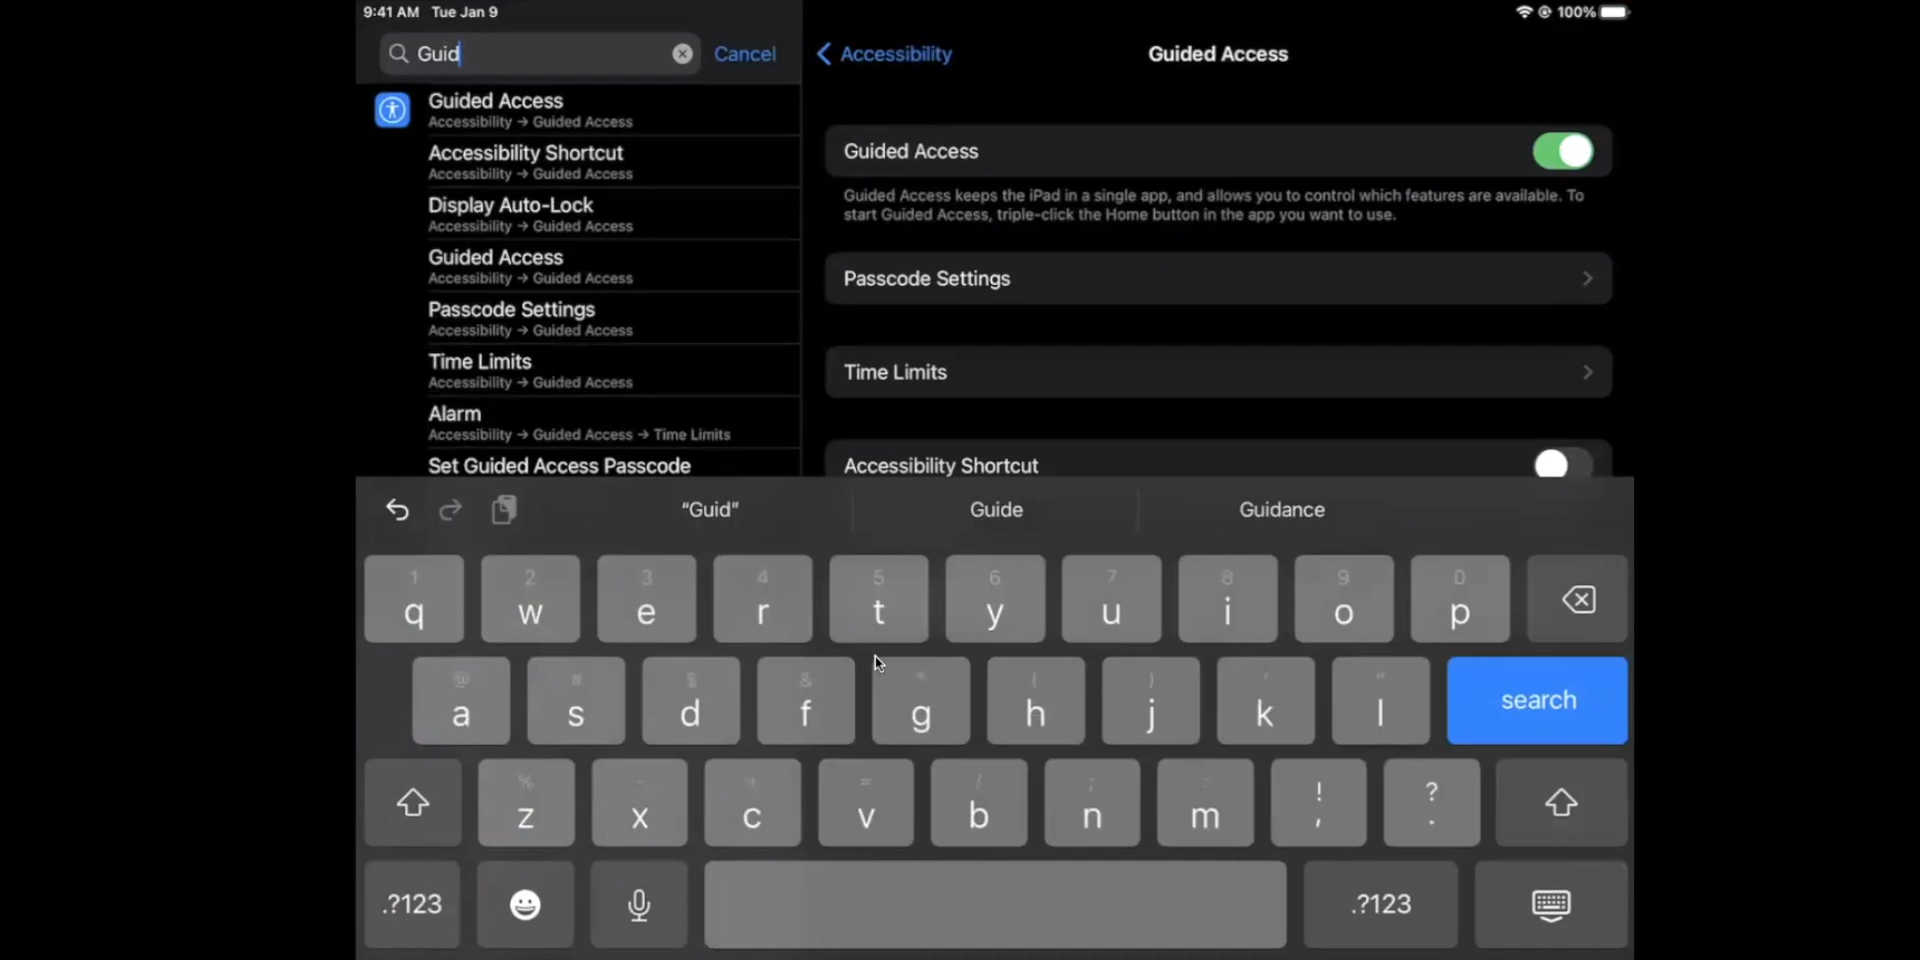 9:41 AM Tue Jan 9
100%
Guid
Cancel
Guided Access
Accessibility → Guided Access
Accessibility Shortcut
Accessibility → Guided Access
Display Auto-Lock
Accessibility → Guided Access
Guided Access
Accessibility → Guided Access
Passcode Settings
Accessibility → Guided Access
Time Limits
Accessibility → Guided Access
Alarm
Accessibility → Guided Access → Time Limits
Set Guided Access Passcode
Accessibility
Guided Access
Guided Access
Guided Access keeps the iPad in a single app, and allows you to control which features are available. To
start Guided Access, triple-click the Home button in the app you want to use.
Passcode Settings
Time Limits
Accessibility Shortcut
“Guid” Guide Guidance
1 2 3 4 5 6 7 8 9 0
q w e r t y u i o p
@ # $ & * ( ) ' "
a s d f g h j k l search
% - + = / ; : ! ?
z x c v b n m , .
.?123 .?123